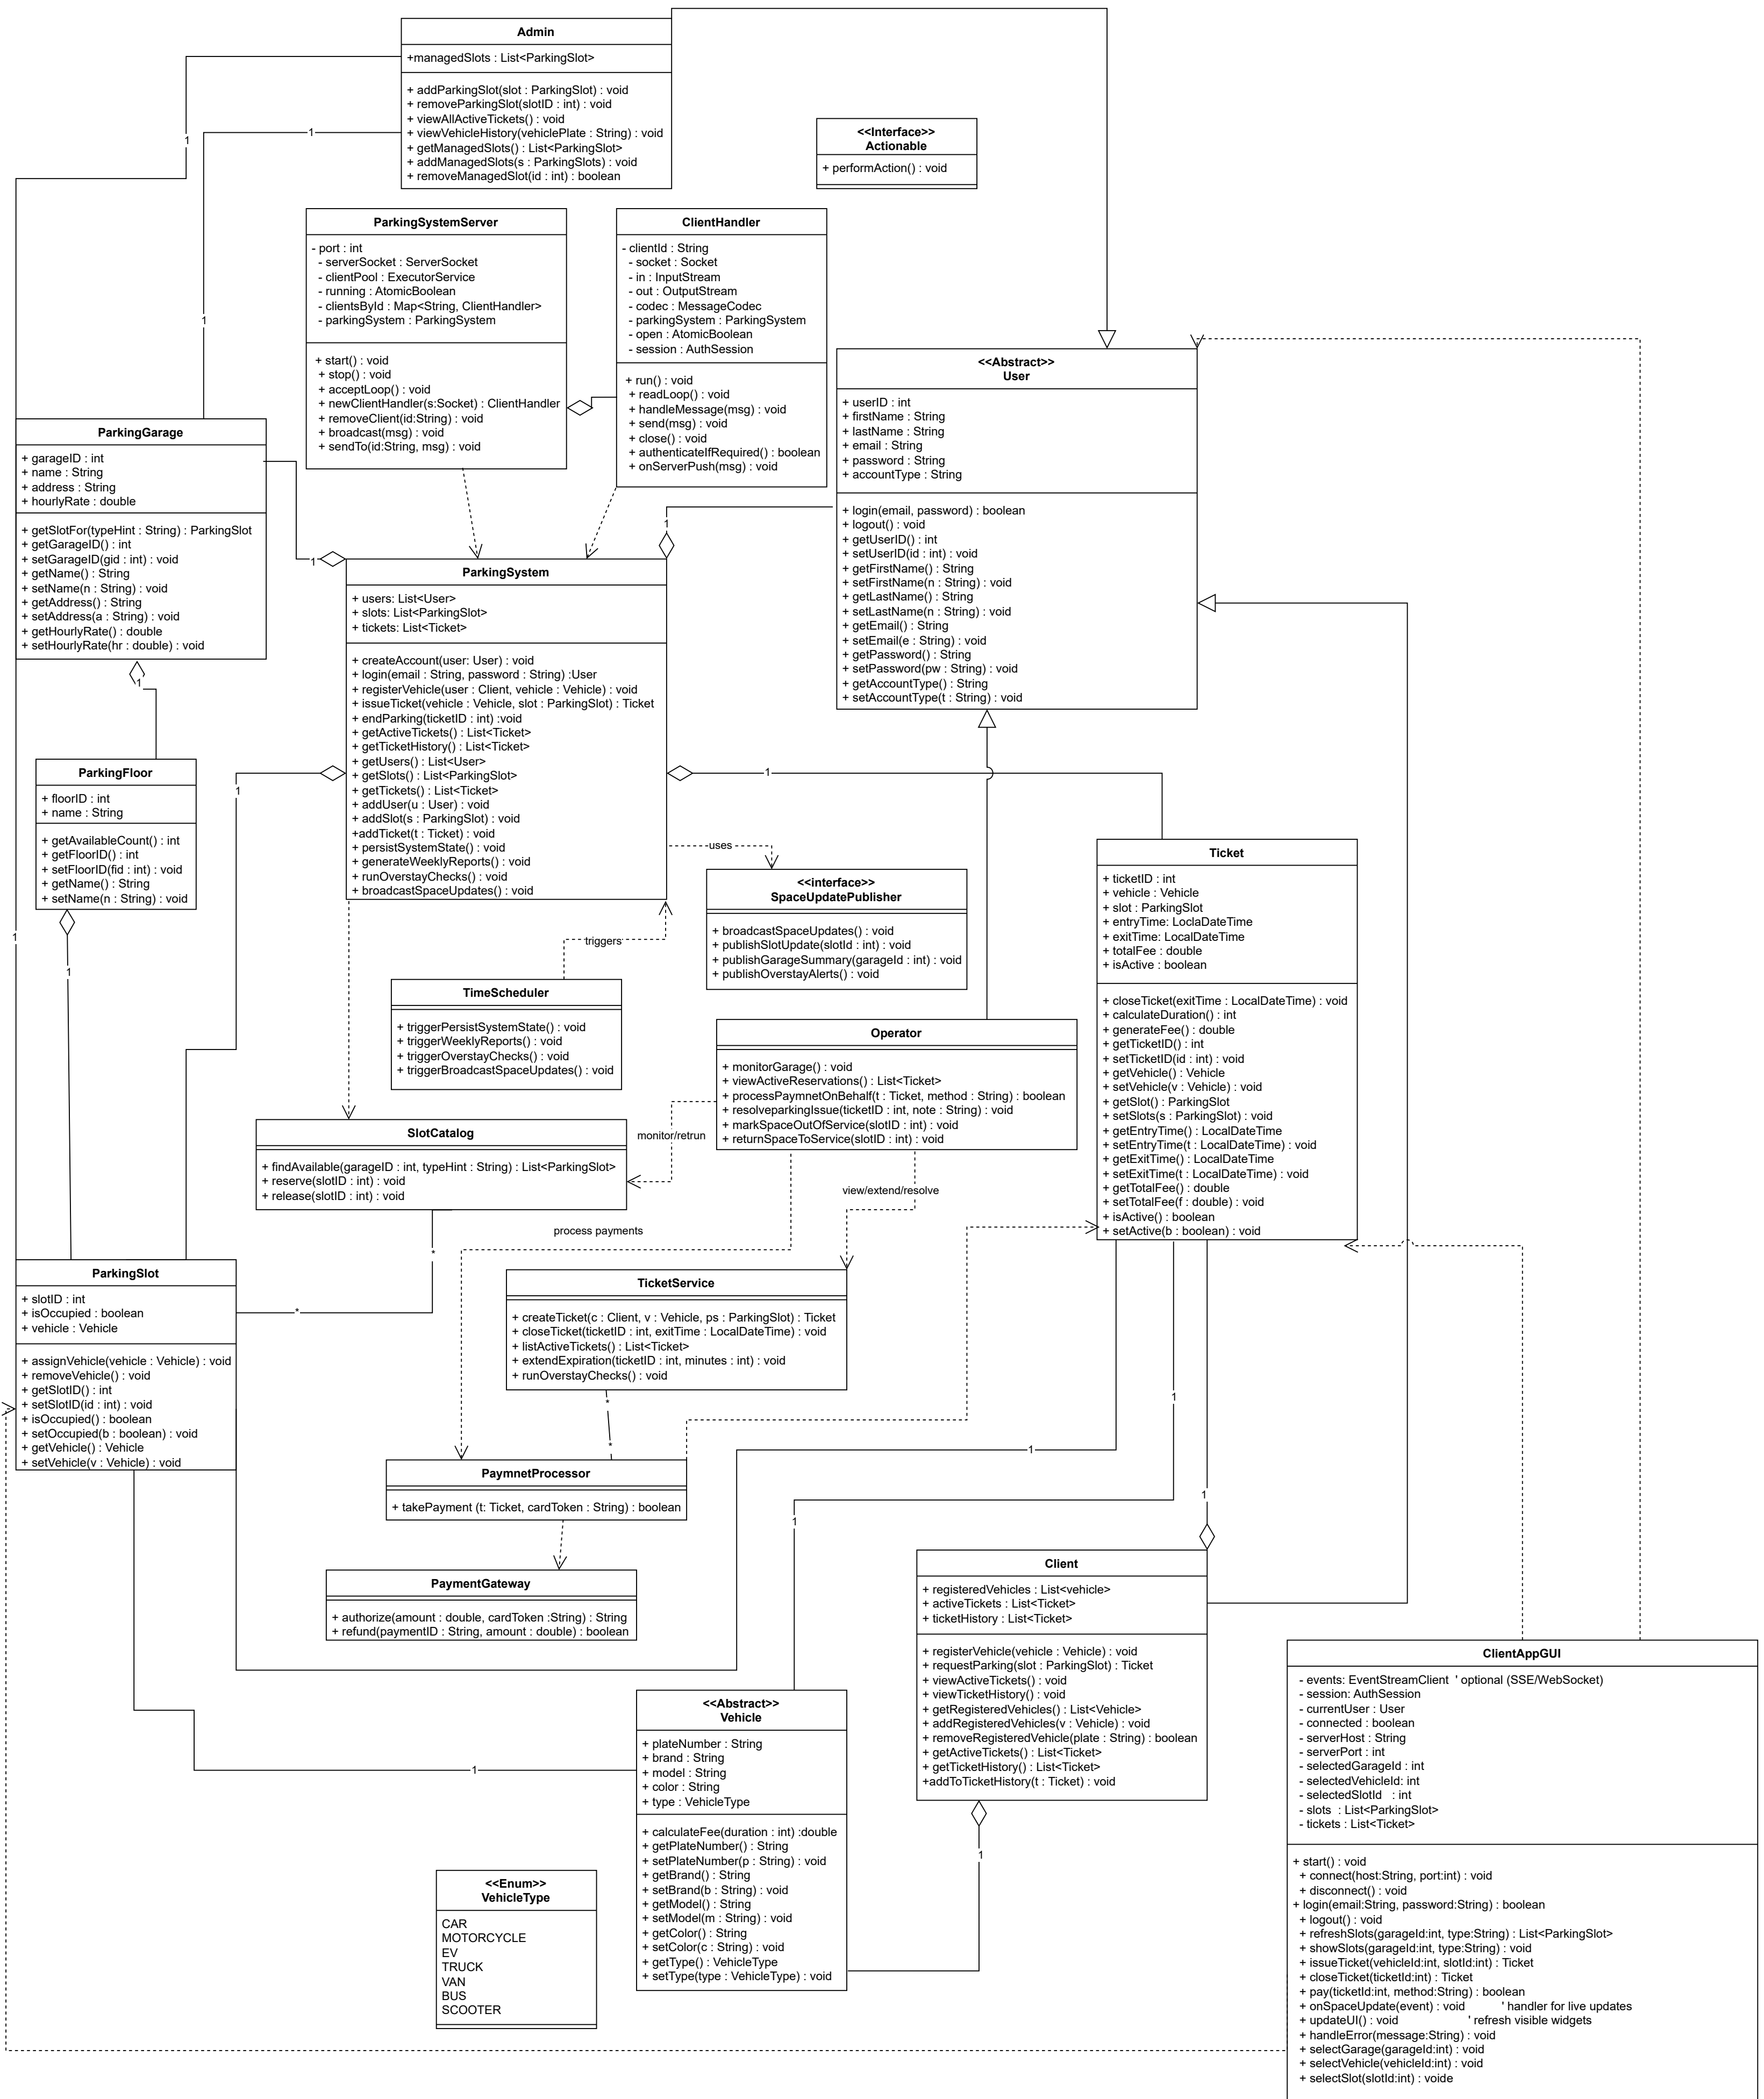 Admin
+managedSlots : List<ParkingSlot>
+ addParkingSlot(slot : ParkingSlot) : void
+ removeParkingSlot(slotID : int) : void
+ viewAllActiveTickets() : void
+ viewVehicleHistory(vehiclePlate : String) : void
+ getManagedSlots() : List<ParkingSlot>
+ addManagedSlots(s : ParkingSlots) : void
+ removeManagedSlot(id : int) : boolean
<<Interface>>
Actionable
+ performAction() : void
1
1
1
ParkingSystemServer
- port : int
- serverSocket : ServerSocket
- clientPool : ExecutorService
- running : AtomicBoolean
- clientsById : Map<String, ClientHandler>
- parkingSystem : ParkingSystem
+ start() : void
+ stop() : void
+ acceptLoop() : void
+ newClientHandler(s:Socket) : ClientHandler
+ removeClient(id:String) : void
+ broadcast(msg) : void
+ sendTo(id:String, msg) : void
ClientHandler
- clientId : String
- socket : Socket
- in : InputStream
- out : OutputStream
- codec : MessageCodec
- parkingSystem : ParkingSystem
- open : AtomicBoolean
- session : AuthSession
+ run() : void
+ readLoop() : void
+ handleMessage(msg) : void
+ send(msg) : void
+ close() : void
+ authenticateIfRequired() : boolean
+ onServerPush(msg) : void
<<Abstract>>
User
+ userID : int
+ firstName : String
+ lastName : String
+ email : String
+ password : String
+ accountType : String
+ login(email, password) : boolean
+ logout() : void
+ getUserID() : int
+ setUserID(id : int) : void
+ getFirstName() : String
+ setFirstName(n : String) : void
+ getLastName() : String
+ setLastName(n : String) : void
+ getEmail() : String
+ setEmail(e : String) : void
+ getPassword() : String
+ setPassword(pw : String) : void
+ getAccountType() : String
+ setAccountType(t : String) : void
ParkingGarage
+ garageID : int
+ name : String
+ address : String
+ hourlyRate : double
+ getSlotFor(typeHint : String) : ParkingSlot
+ getGarageID() : int
+ setGarageID(gid : int) : void
+ getName() : String
+ setName(n : String) : void
+ getAddress() : String
+ setAddress(a : String) : void
+ getHourlyRate() : double
+ setHourlyRate(hr : double) : void
1
1
1
ParkingSystem
+ users: List<User>
+ slots: List<ParkingSlot>
+ tickets: List<Ticket>
+ createAccount(user: User) : void
+ login(email : String, password : String) :User
+ registerVehicle(user : Client, vehicle : Vehicle) : void
+ issueTicket(vehicle : Vehicle, slot : ParkingSlot) : Ticket
+ endParking(ticketID : int) :void
+ getActiveTickets() : List<Ticket>
+ getTicketHistory() : List<Ticket>
+ getUsers() : List<User>
+ getSlots() : List<ParkingSlot>
+ getTickets() : List<Ticket>
+ addUser(u : User) : void
+ addSlot(s : ParkingSlot) : void
+addTicket(t : Ticket) : void
+ persistSystemState() : void
+ generateWeeklyReports() : void
+ runOverstayChecks() : void
+ broadcastSpaceUpdates() : void
ParkingFloor
+ floorID : int
+ name : String
+ getAvailableCount() : int
+ getFloorID() : int
+ setFloorID(fid : int) : void
+ getName() : String
+ setName(n : String) : void
1
1
1
1
uses
triggers
<<interface>>
SpaceUpdatePublisher
+ broadcastSpaceUpdates() : void
+ publishSlotUpdate(slotId : int) : void
+ publishGarageSummary(garageId : int) : void
+ publishOverstayAlerts() : void
Ticket
+ ticketID : int
+ vehicle : Vehicle
+ slot : ParkingSlot
+ entryTime: LoclaDateTime
+ exitTime: LocalDateTime
+ totalFee : double
+ isActive : boolean
+ closeTicket(exitTime : LocalDateTime) : void
+ calculateDuration() : int
+ generateFee() : double
+ getTicketID() : int
+ setTicketID(id : int) : void
+ getVehicle() : Vehicle
+ setVehicle(v : Vehicle) : void
+ getSlot() : ParkingSlot
+ setSlots(s : ParkingSlot) : void
+ getEntryTime() : LocalDateTime
+ setEntryTime(t : LocalDateTime) : void
+ getExitTime() : LocalDateTime
+ setExitTime(t : LocalDateTime) : void
+ getTotalFee() : double
+ setTotalFee(f : double) : void
+ isActive() : boolean
+ setActive(b : boolean) : void
TimeScheduler
+ triggerPersistSystemState() : void
+ triggerWeeklyReports() : void
+ triggerOverstayChecks() : void
+ triggerBroadcastSpaceUpdates() : void
Operator
+ monitorGarage() : void
+ viewActiveReservations() : List<Ticket>
+ processPaymnetOnBehalf(t : Ticket, method : String) : boolean
+ resolveparkingIssue(ticketID : int, note : String) : void
+ markSpaceOutOfService(slotID : int) : void
+ returnSpaceToService(slotID : int) : void
SlotCatalog
+ findAvailable(garageID : int, typeHint : String) : List<ParkingSlot>
+ reserve(slotID : int) : void
+ release(slotID : int) : void
monitor/retrun
view/extend/resolve
process payments
*
*
ParkingSlot
+ slotID : int
+ isOccupied : boolean
+ vehicle : Vehicle
+ assignVehicle(vehicle : Vehicle) : void
+ removeVehicle() : void
+ getSlotID() : int
+ setSlotID(id : int) : void
+ isOccupied() : boolean
+ setOccupied(b : boolean) : void
+ getVehicle() : Vehicle
+ setVehicle(v : Vehicle) : void
TicketService
+ createTicket(c : Client, v : Vehicle, ps : ParkingSlot) : Ticket
+ closeTicket(ticketID : int, exitTime : LocalDateTime) : void
+ listActiveTickets() : List<Ticket>
+ extendExpiration(ticketID : int, minutes : int) : void
+ runOverstayChecks() : void
*
*
1
1
1
1
PaymnetProcessor
+ takePayment (t: Ticket, cardToken : String) : boolean
PaymentGateway
+ authorize(amount : double, cardToken :String) : String
+ refund(paymentID : String, amount : double) : boolean
Client
+ registeredVehicles : List<vehicle>
+ activeTickets : List<Ticket>
+ ticketHistory : List<Ticket>
+ registerVehicle(vehicle : Vehicle) : void
+ requestParking(slot : ParkingSlot) : Ticket
+ viewActiveTickets() : void
+ viewTicketHistory() : void
+ getRegisteredVehicles() : List<Vehicle>
+ addRegisteredVehicles(v : Vehicle) : void
+ removeRegisteredVehicle(plate : String) : boolean
+ getActiveTickets() : List<Ticket>
+ getTicketHistory() : List<Ticket>
+addToTicketHistory(t : Ticket) : void
1
1
<<Abstract>>
Vehicle
+ plateNumber : String
+ brand : String
+ model : String
+ color : String
+ type : VehicleType
+ calculateFee(duration : int) :double
+ getPlateNumber() : String
+ setPlateNumber(p : String) : void
+ getBrand() : String
+ setBrand(b : String) : void
+ getModel() : String
+ setModel(m : String) : void
+ getColor() : String
+ setColor(c : String) : void
+ getType() : VehicleType
+ setType(type : VehicleType) : void
<<Enum>>
VehicleType
CAR
MOTORCYCLE
EV
TRUCK
VAN
BUS
SCOOTER
ClientAppGUI
- events: EventStreamClient ' optional (SSE/WebSocket)
- session: AuthSession
- currentUser : User
- connected : boolean
- serverHost : String
- serverPort : int
- selectedGarageId : int
- selectedVehicleId: int
- selectedSlotId : int
- slots : List<ParkingSlot>
- tickets : List<Ticket>
+ start() : void
+ connect(host:String, port:int) : void
+ disconnect() : void
+ login(email:String, password:String) : boolean
+ logout() : void
+ refreshSlots(garageId:int, type:String) : List<ParkingSlot>
+ showSlots(garageId:int, type:String) : void
+ issueTicket(vehicleId:int, slotId:int) : Ticket
+ closeTicket(ticketId:int) : Ticket
+ pay(ticketId:int, method:String) : boolean
+ onSpaceUpdate(event) : void ' handler for live updates
+ updateUI() : void ' refresh visible widgets
+ handleError(message:String) : void
+ selectGarage(garageId:int) : void
+ selectVehicle(vehicleId:int) : void
+ selectSlot(slotId:int) : voide